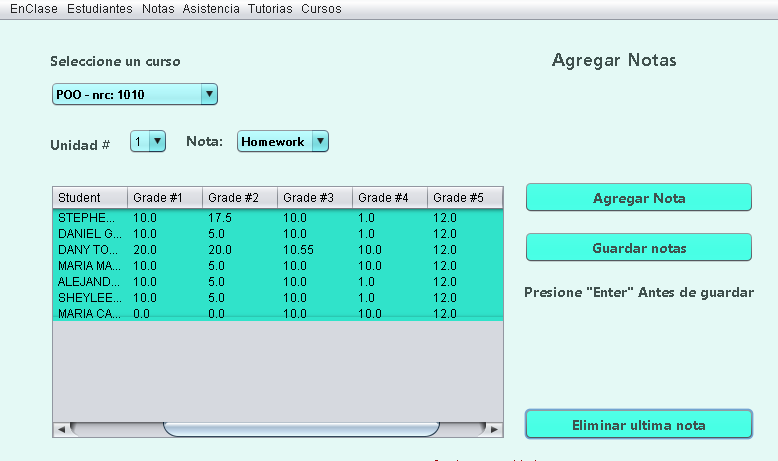 EnClase Estudiantes Notas Asistencia Tutorias Cursos
Seleccione un curso
Agregar Notas
POO - nrc: 1010
Unidad # 1 Nota: Homework
Student Grade #1 Grade #2 Grade #3 Grade #4 Grade #5
STEPHE... 10.0 17.5 10.0 1.0 12.0
DANIEL G... 10.0 5.0 10.0 1.0 12.0
DANY TO... 20.0 20.0 10.55 10.0 12.0
MARIA MA... 10.0 5.0 10.0 10.0 12.0
ALEJAND... 10.0 5.0 10.0 1.0 12.0
SHEYLEE... 10.0 5.0 10.0 1.0 12.0
MARIA CA... 0.0 0.0 10.0 10.0 12.0
Agregar Nota
Guardar notas
Presione "Enter" Antes de guardar
Eliminar ultima nota